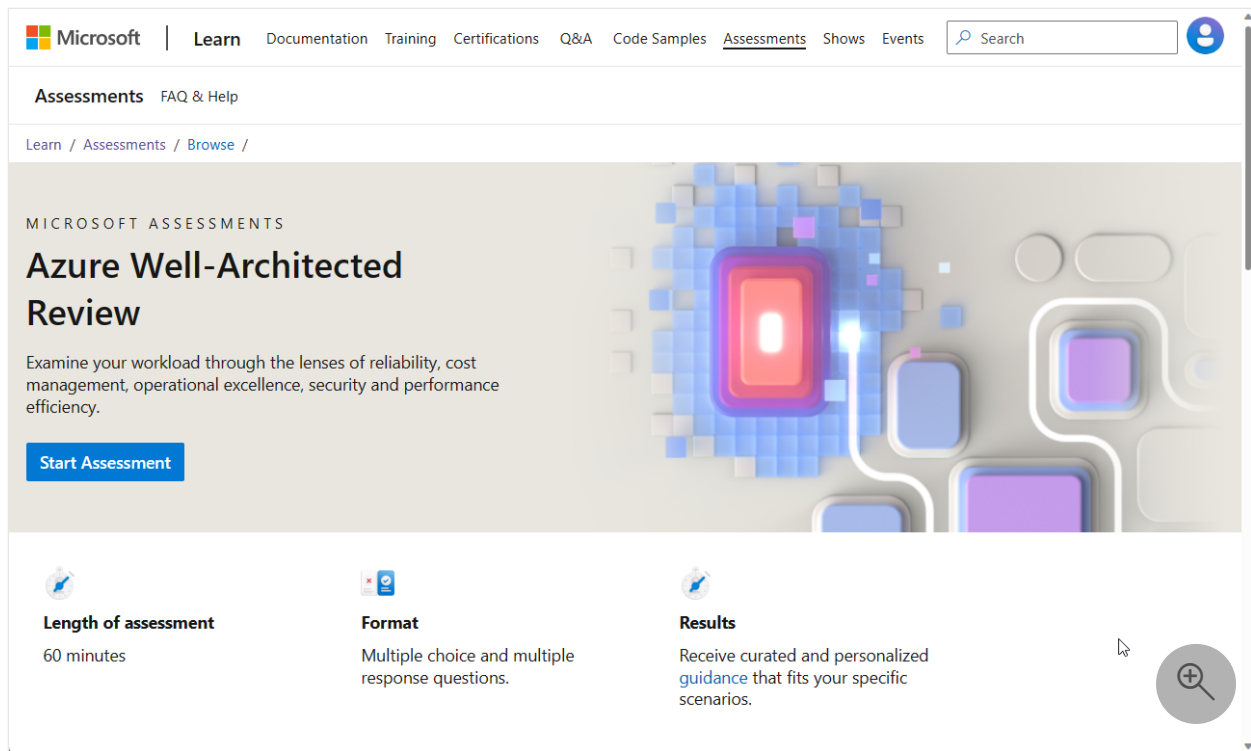 Microsoft Learn Documentation Training Certifications Q&A Code Samples Assessments Shows Events Search
Assessments FAQ & Help
Learn / Assessments / Browse /
MICROSOFT ASSESSMENTS
Azure Well-Architected
Review
Examine your workload through the lenses of reliability, cost
management, operational excellence, security and performance
efficiency.
Start Assessment
Length of assessment
60 minutes
Format
Multiple choice and multiple
response questions.
Results
Receive curated and personalized
guidance that fits your specific
scenarios.